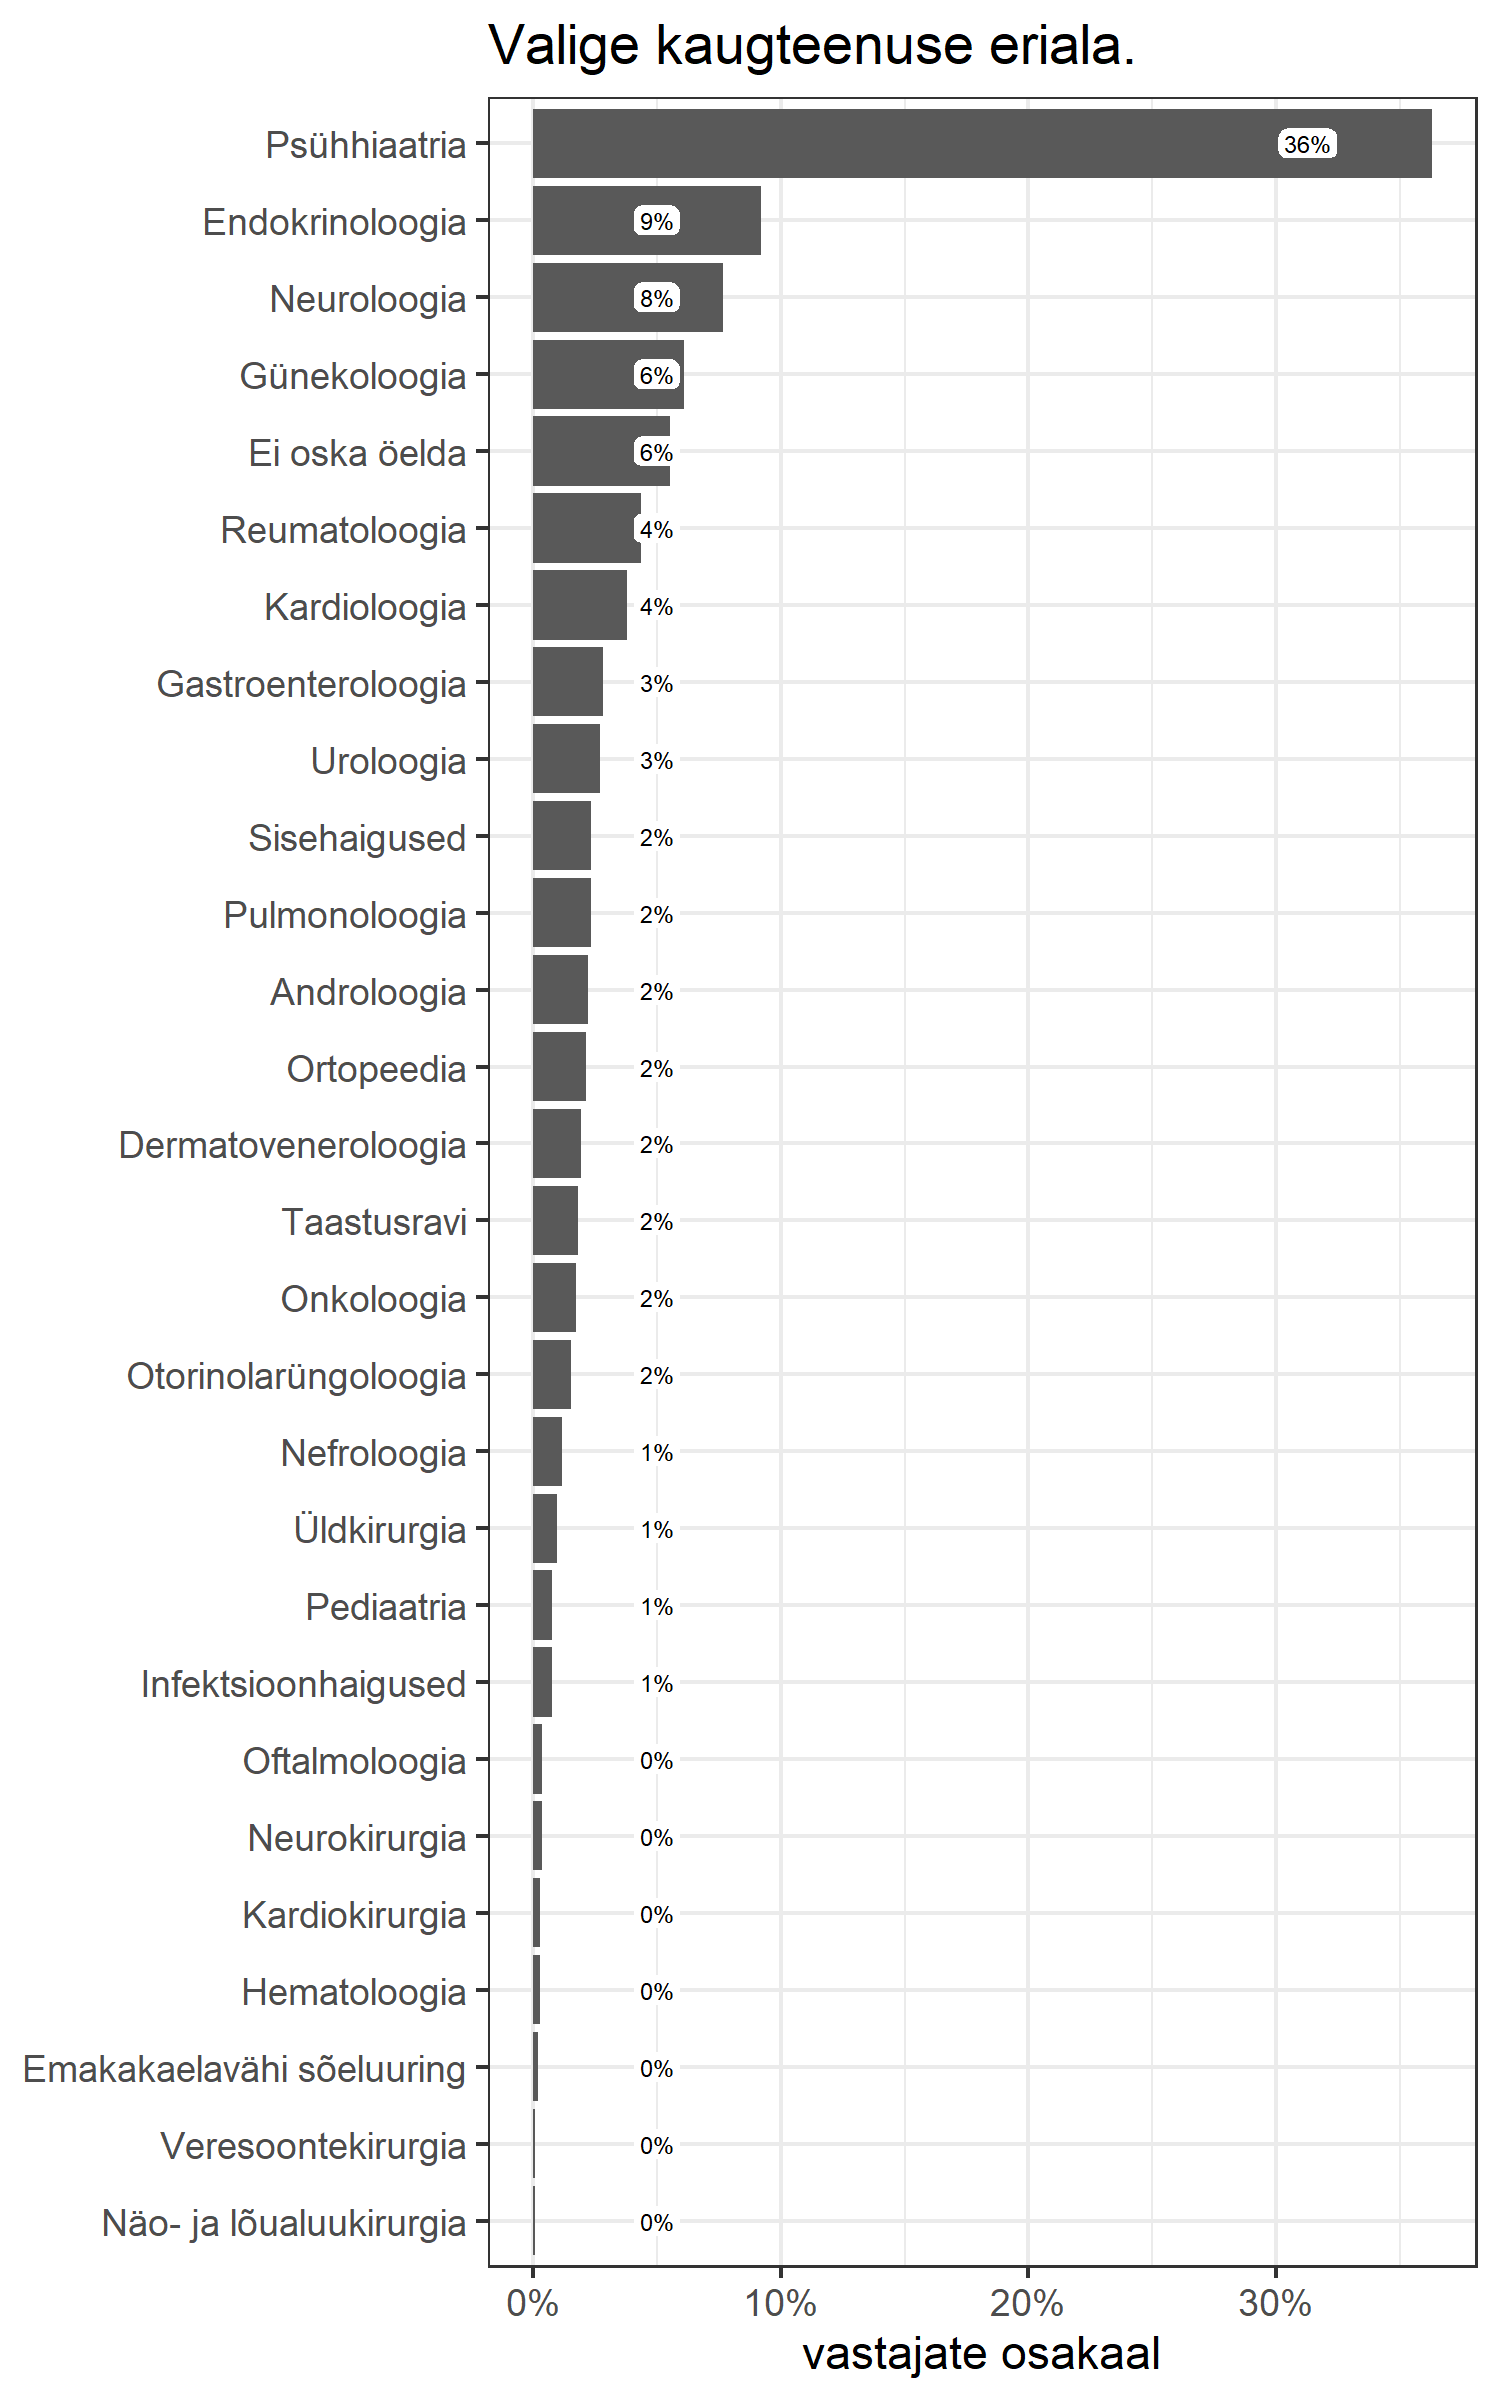 Valige kaugteenuse eriala.
Psühhiaatria 36%
Endokrinoloogia 9%
Neuroloogia 8%
Günekoloogia 6%
Ei oska öelda 6%
Reumatoloogia 4%
Kardioloogia 4%
Gastroenteroloogia 3%
Uroloogia 3%
Sisehaigused 2%
Pulmonoloogia 2%
Androloogia 2%
Ortopeedia 2%
Dermatoveneroloogia 2%
Taastusravi 2%
Onkoloogia 2%
Otorinolarüngoloogia 2%
Nefroloogia 1%
Üldkirurgia 1%
Pediaatria 1%
Infektsioonhaigused 1%
Oftalmoloogia 0%
Neurokirurgia 0%
Kardiokirurgia 0%
Hematoloogia 0%
Emakakaelavähi sõeluuring 0%
Veresoontekirurgia 0%
Näo- ja lõualuukirurgia 0%
0% 10% 20% 30%
vastajate osakaal